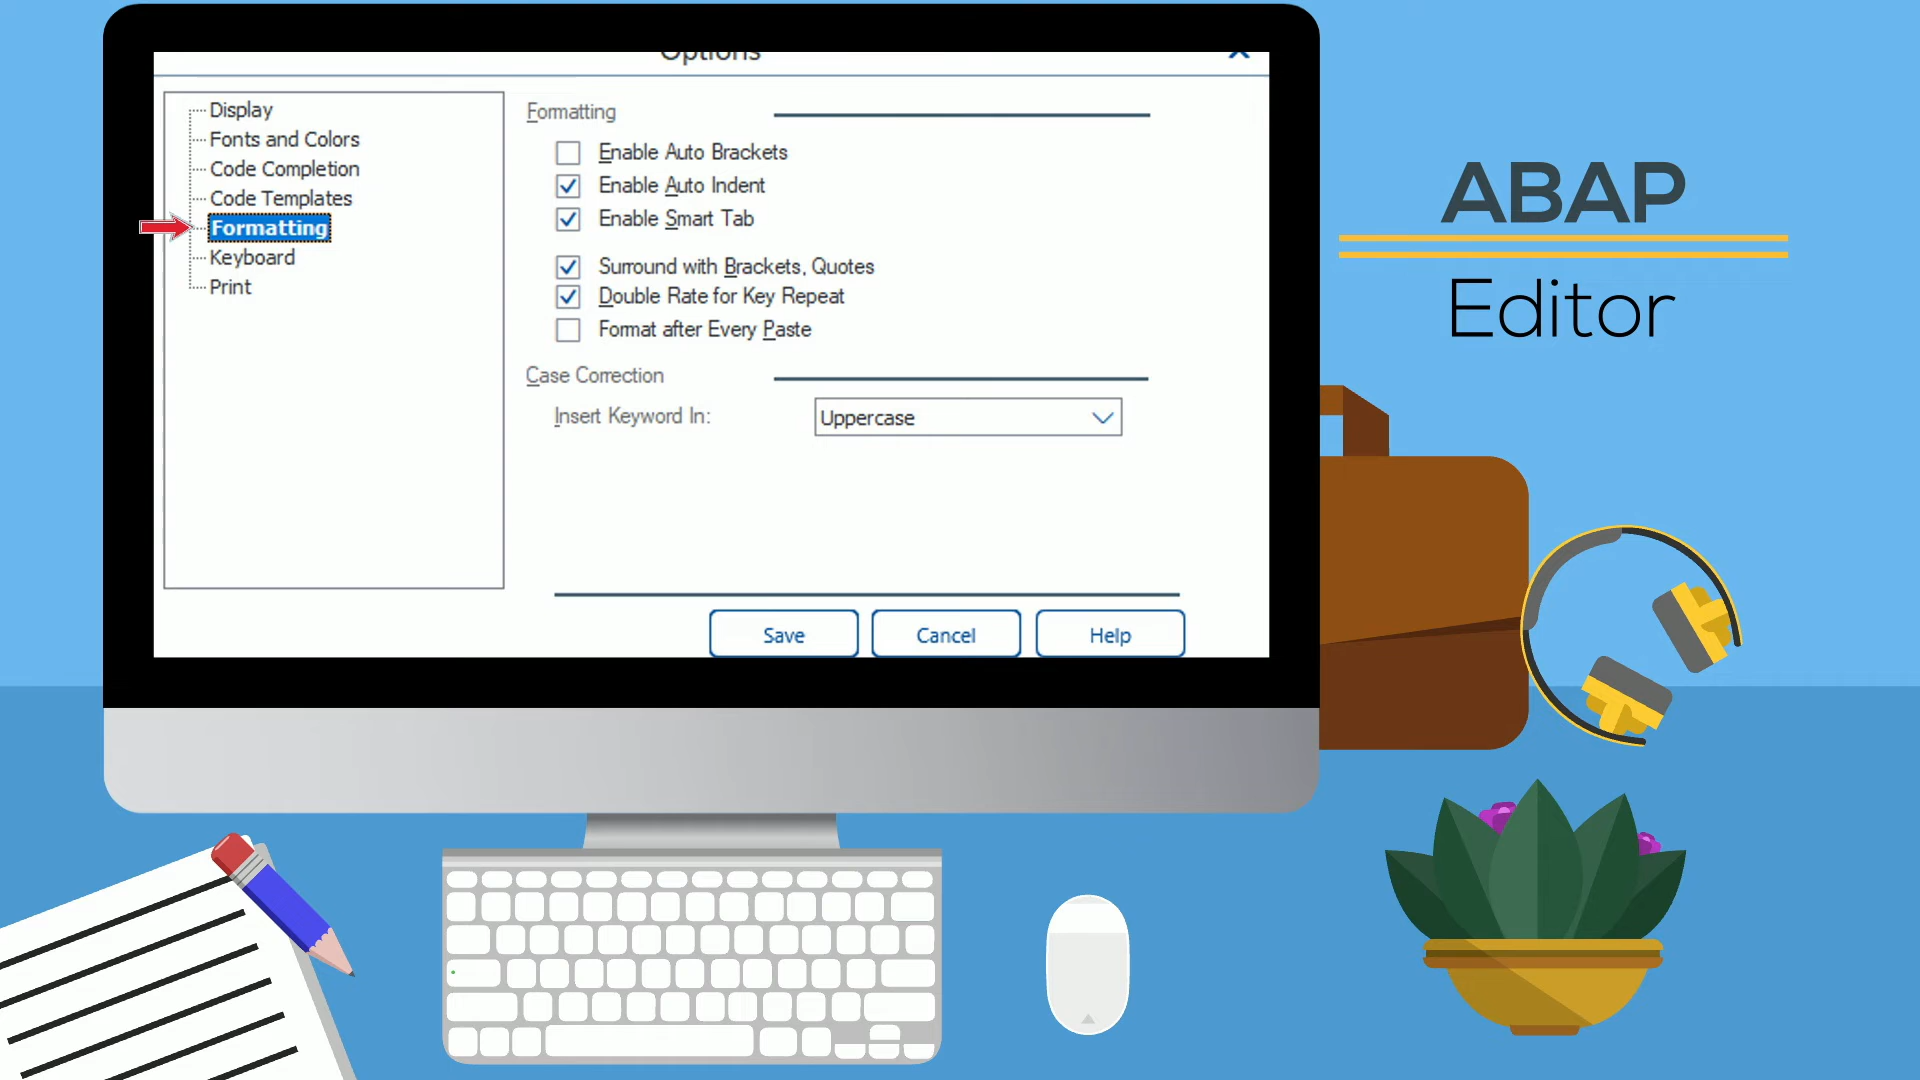 Options
Display
Fonts and Colors
Code Completion
Code Templates
Formatting
Keyboard
Print
Formatting
Enable Auto Brackets
Enable Auto Indent
Enable Smart Tab
Surround with Brackets, Quotes
Double Rate for Key Repeat
Format after Every Paste
Case Correction
Insert Keyword In:
Uppercase
Save
Cancel
Help
ABAP
Editor